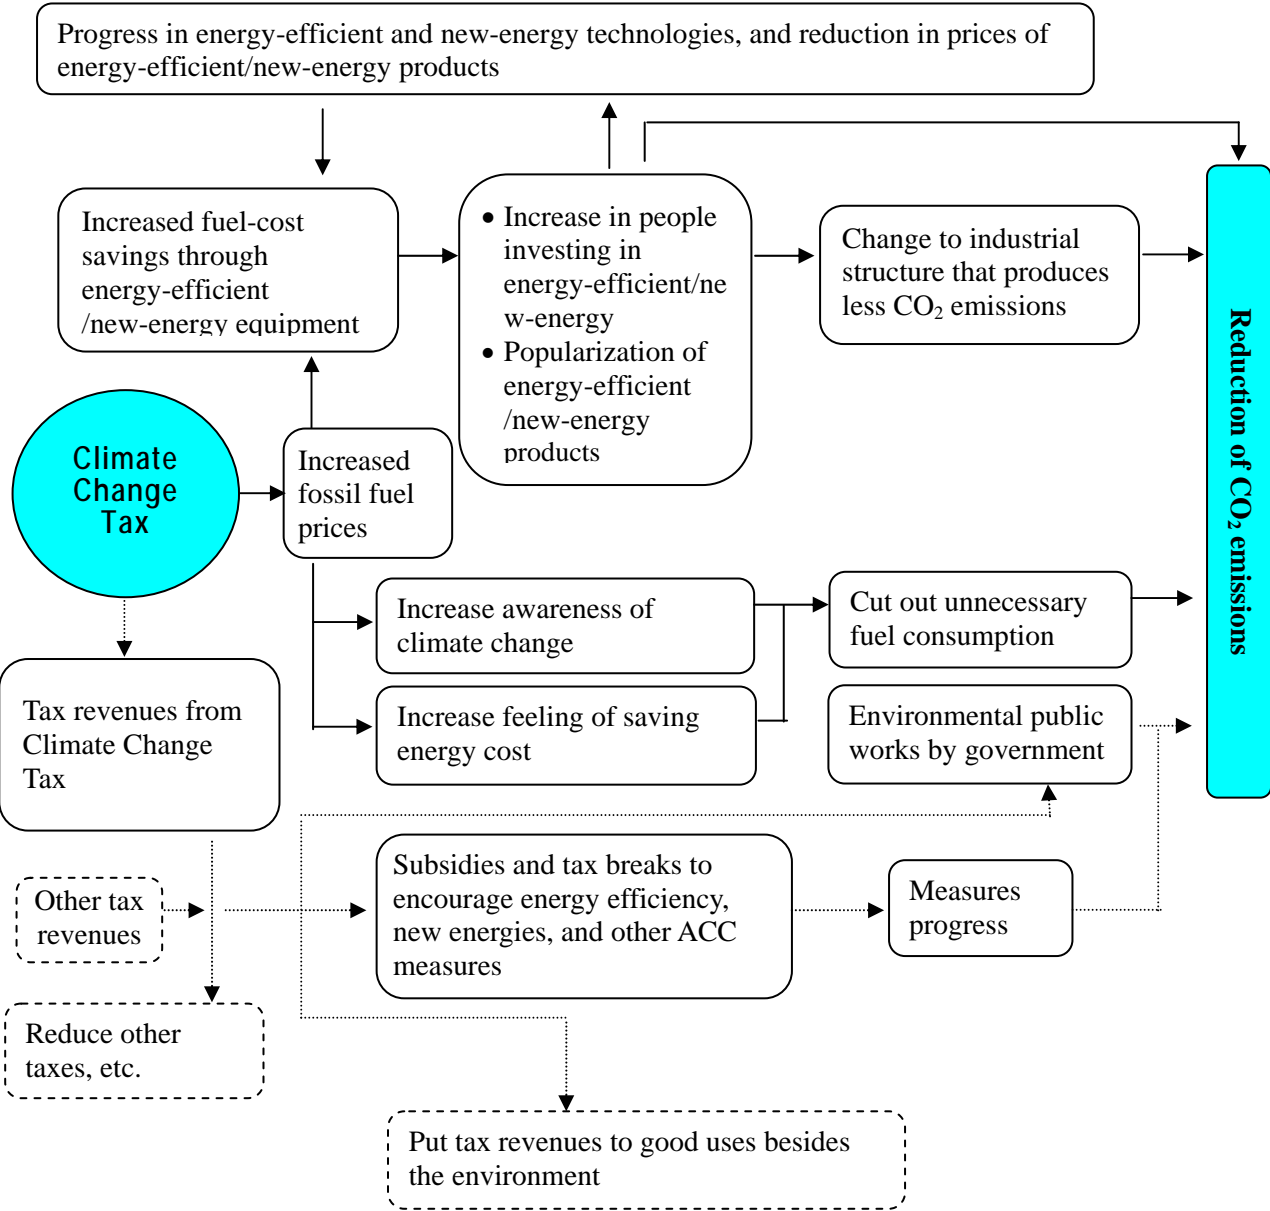 Progress in energy-efficient and new-energy technologies, and reduction in prices of
energy-efficient/new-energy products
Increased fuel-cost
savings through
energy-efficient
/new-energy equipment
• Increase in people
investing in
energy-efficient/ne
w-energy
• Popularization of
energy-efficient
/new-energy
products
Change to industrial
structure that produces
less CO₂ emissions
Reduction of CO₂ emissions
Climate
Change
Tax
Increased
fossil fuel
prices
Increase awareness of
climate change
Cut out unnecessary
fuel consumption
Tax revenues from
Climate Change
Tax
Increase feeling of saving
energy cost
Environmental public
works by government
Other tax
revenues
Subsidies and tax breaks to
encourage energy efficiency,
new energies, and other ACC
measures
Measures
progress
Reduce other
taxes, etc.
Put tax revenues to good uses besides
the environment